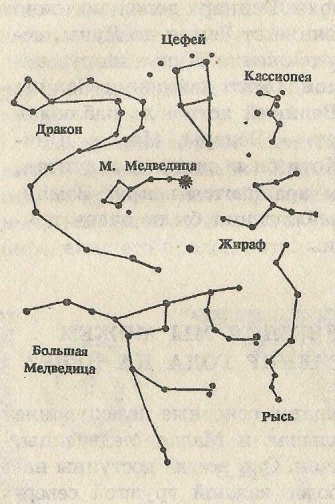 Цефей
Кассиопея
Дракон
М. Медведица
Жираф
Большая
Медведица
Рысь